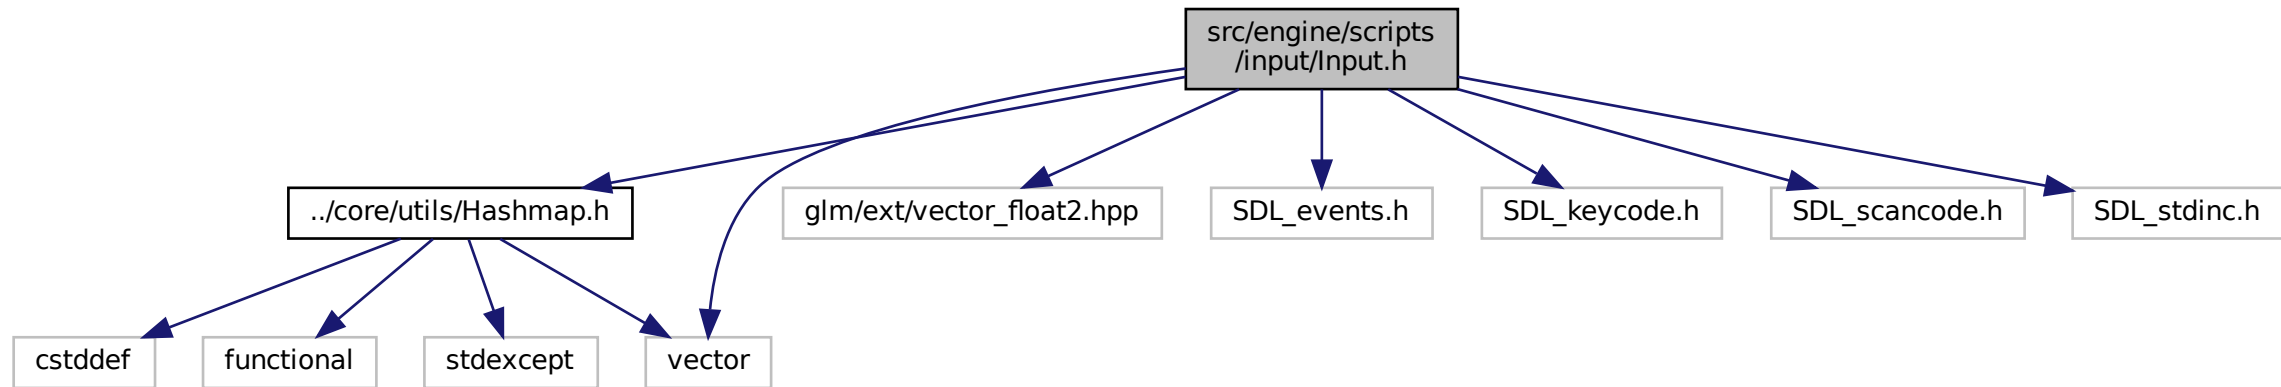 src/engine/scripts
/input/Input.h
../core/utils/Hashmap.h
glm/ext/vector_float2.hpp
SDL_events.h
SDL_keycode.h
SDL_scancode.h
SDL_stdinc.h
cstddef
functional
stdexcept
vector